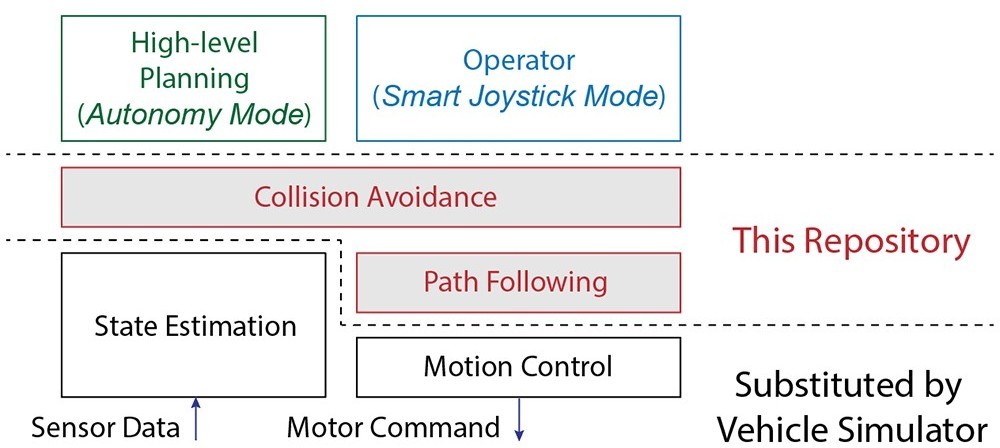 High-level
Planning
(Autonomy Mode)
Operator
(Smart Joystick Mode)
Collision Avoidance
This Repository
Path Following
State Estimation
Motion Control
Substituted by
Vehicle Simulator
Sensor Data
Motor Command